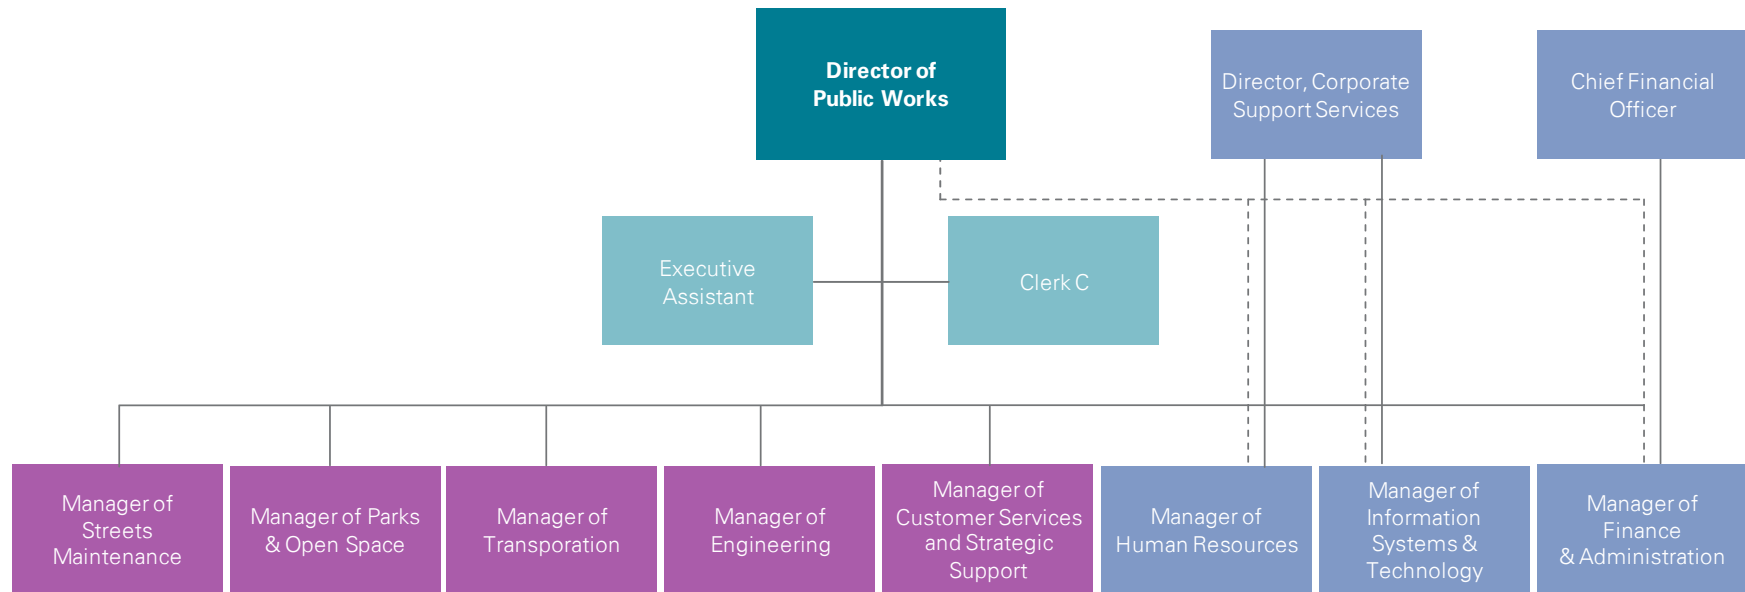 Director of
Public Works
Director, Corporate
Support Services
Chief Financial
Officer
Executive
Assistant
Clerk C
Manager of
Streets
Maintenance
Manager of Parks
& Open Space
Manager of
Transporation
Manager of
Engineering
Manager of
Customer Services
and Strategic
Support
Manager of
Human Resources
Manager of
Information
Systems &
Technology
Manager of
Finance
& Administration